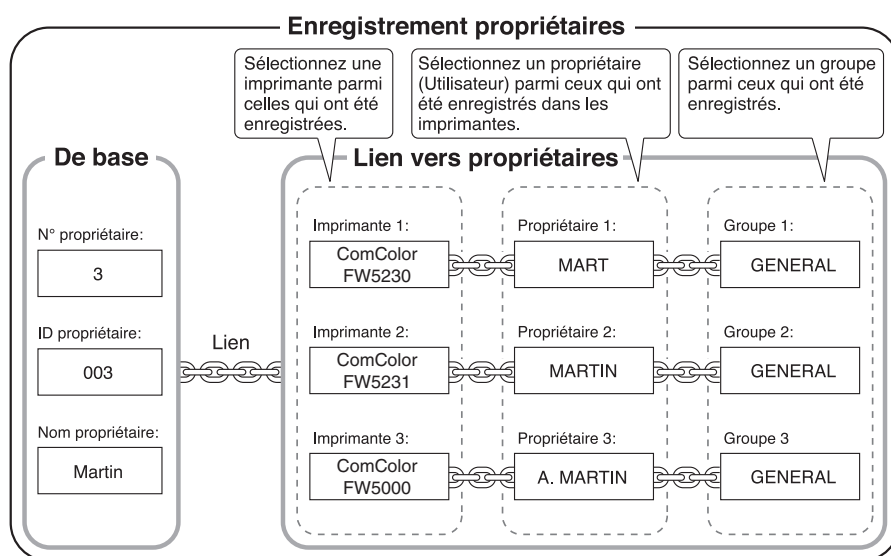 Enregistrement propriétaires
Sélectionnez une
imprimante parmi
celles qui ont été
enregistrées.
Sélectionnez un propriétaire
(Utilisateur) parmi ceux qui ont
été enregistrés dans les
imprimantes.
Sélectionnez un groupe
parmi ceux qui ont été
enregistrés.
De base
N° propriétaire:
3
ID propriétaire:
003
Nom propriétaire:
Martin
Lien
Lien vers propriétaires
Imprimante 1:
ComColor
FW5230
Propriétaire 1:
MART
Groupe 1:
GENERAL
Imprimante 2:
ComColor
FW5231
Propriétaire 2:
MARTIN
Groupe 2:
GENERAL
Imprimante 3:
ComColor
FW5000
Propriétaire 3:
A. MARTIN
Groupe 3
GENERAL